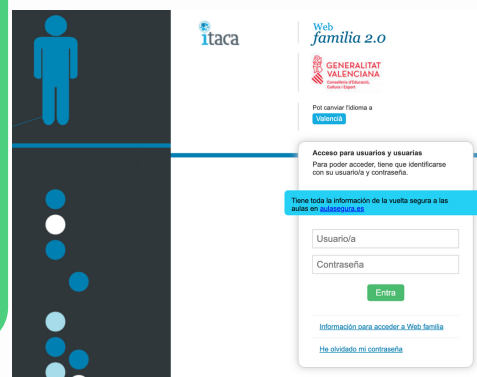 itaca
Web
familia 2.0
GENERALITAT
VALENCIANA
Conselleria d'Educació,
Cultura i Esport
Pot canviar l'idioma a
Valencià
Acceso para usuarios y usuarias
Para poder acceder, tiene que identificarse
con su usuario/a y contraseña.
Tiene toda la información de la vuelta segura a las
aulas en aulasegura.es
Usuario/a
Contraseña
Entra
Información para acceder a Web familia
He olvidado mi contraseña